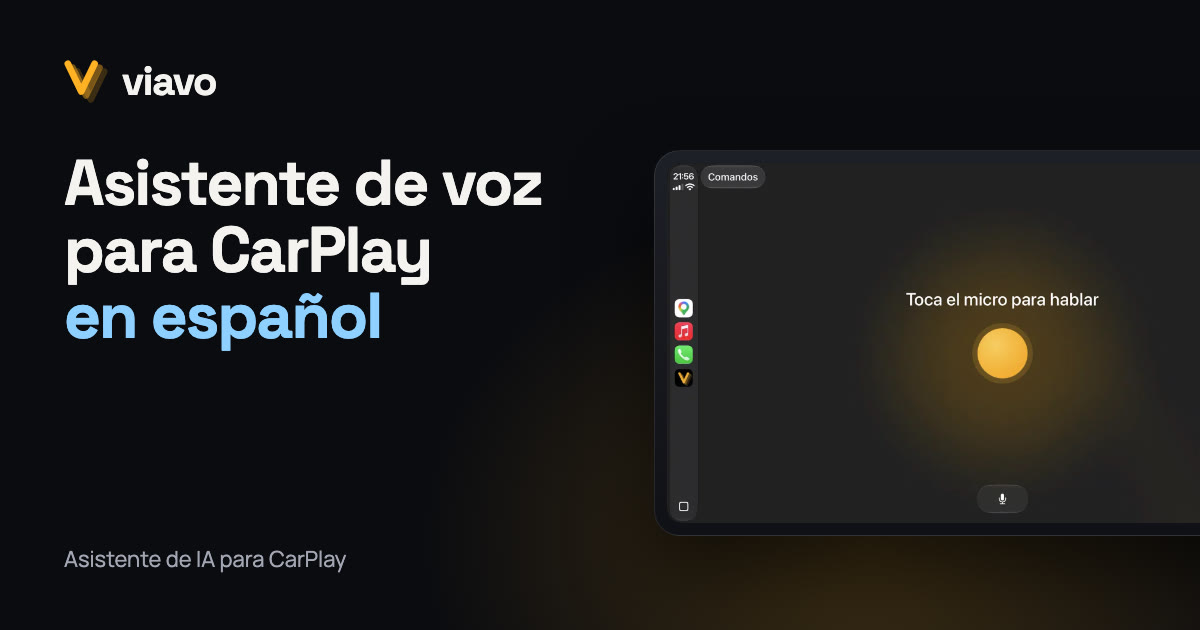 viavo
Asistente de voz
para CarPlay
en español
Asistente de IA para CarPlay
21:56
Comandos
Toca el micro para hablar